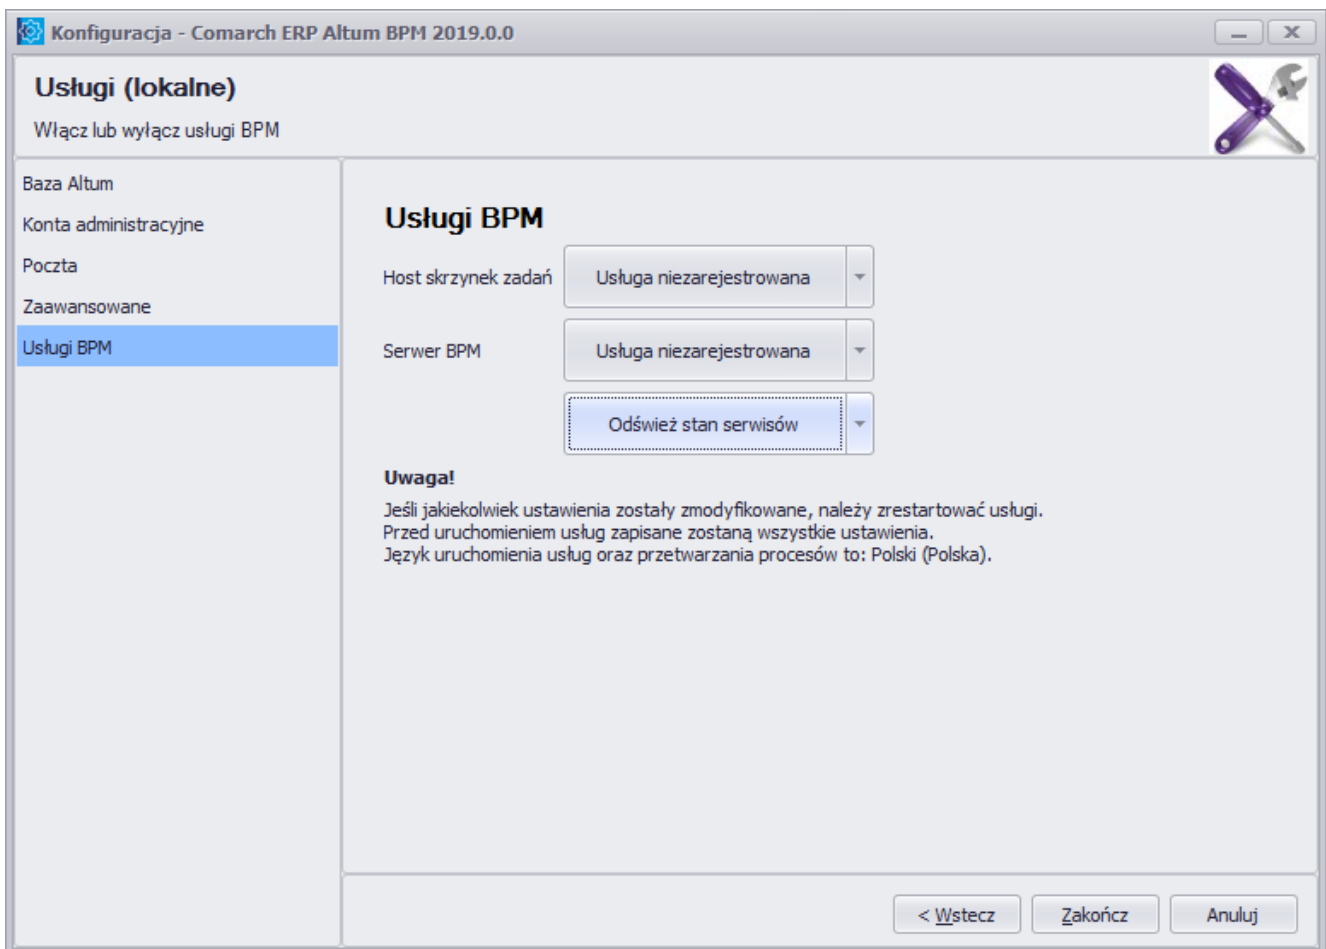 Konfiguracja - Comarch ERP Altum BPM 2019.0.0
Usługi (lokalne)
Włącz lub wyłącz usługi BPM
Baza Altum
Konta administracyjne
Poczta
Zaawansowane
Usługi BPM
Usługi BPM
Host skrzynek zadań
Usługa niezarejestrowana
Serwer BPM
Usługa niezarejestrowana
Odśwież stan serwisów
Uwaga!
Jeśli jakiekolwiek ustawienia zostały zmodyfikowane, należy zrestartować usługi.
Przed uruchomieniem usług zapisane zostaną wszystkie ustawienia.
Język uruchomienia usług oraz przetwarzania procesów to: Polski (Polska).
< Wstecz
Zakończ
Anuluj